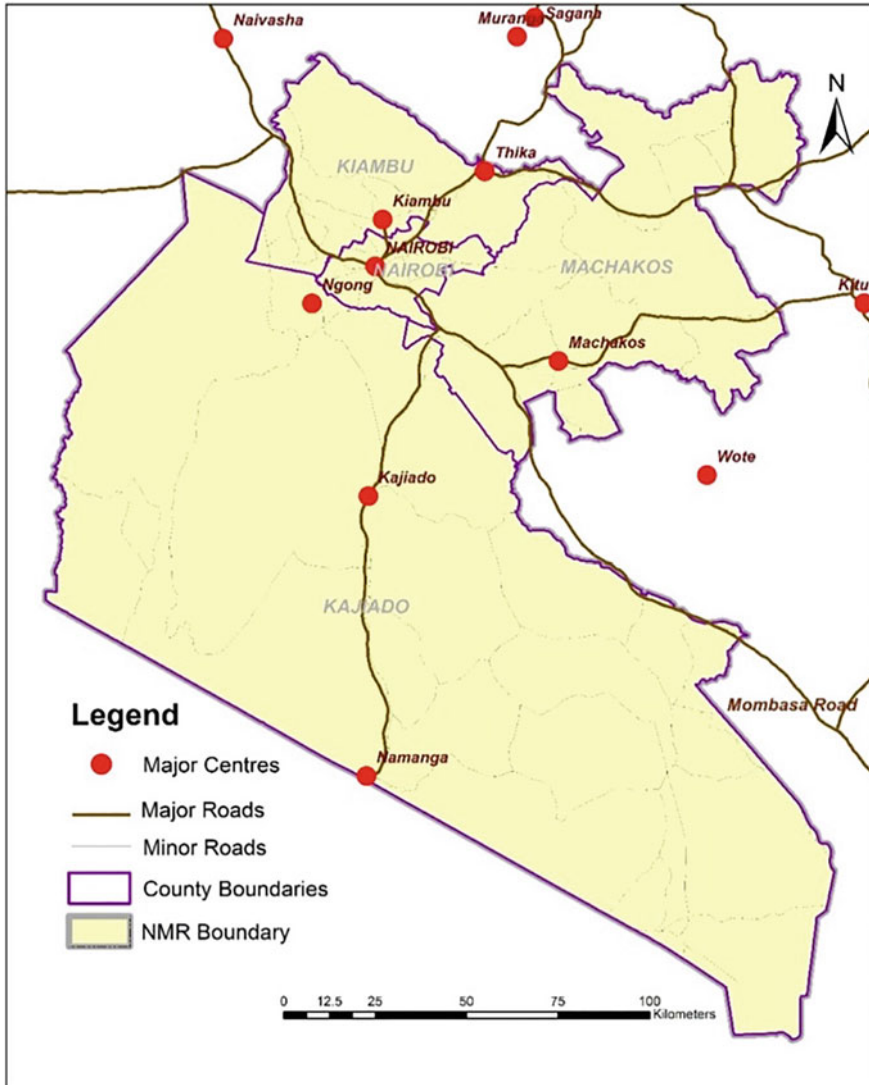 Naivasha
Muranga
Sagana
N
Thika
KIAMBU
Kiambu
NAIROBI
NAIROBI
MACHAKOS
Ngong
Kitu
Machakos
Wote
Kajiado
KAJIADO
Mombasa Road
Namanga
Legend
Major Centres
Major Roads
Minor Roads
County Boundaries
NMR Boundary
0 12.5 25 50 75 100
Kilometers